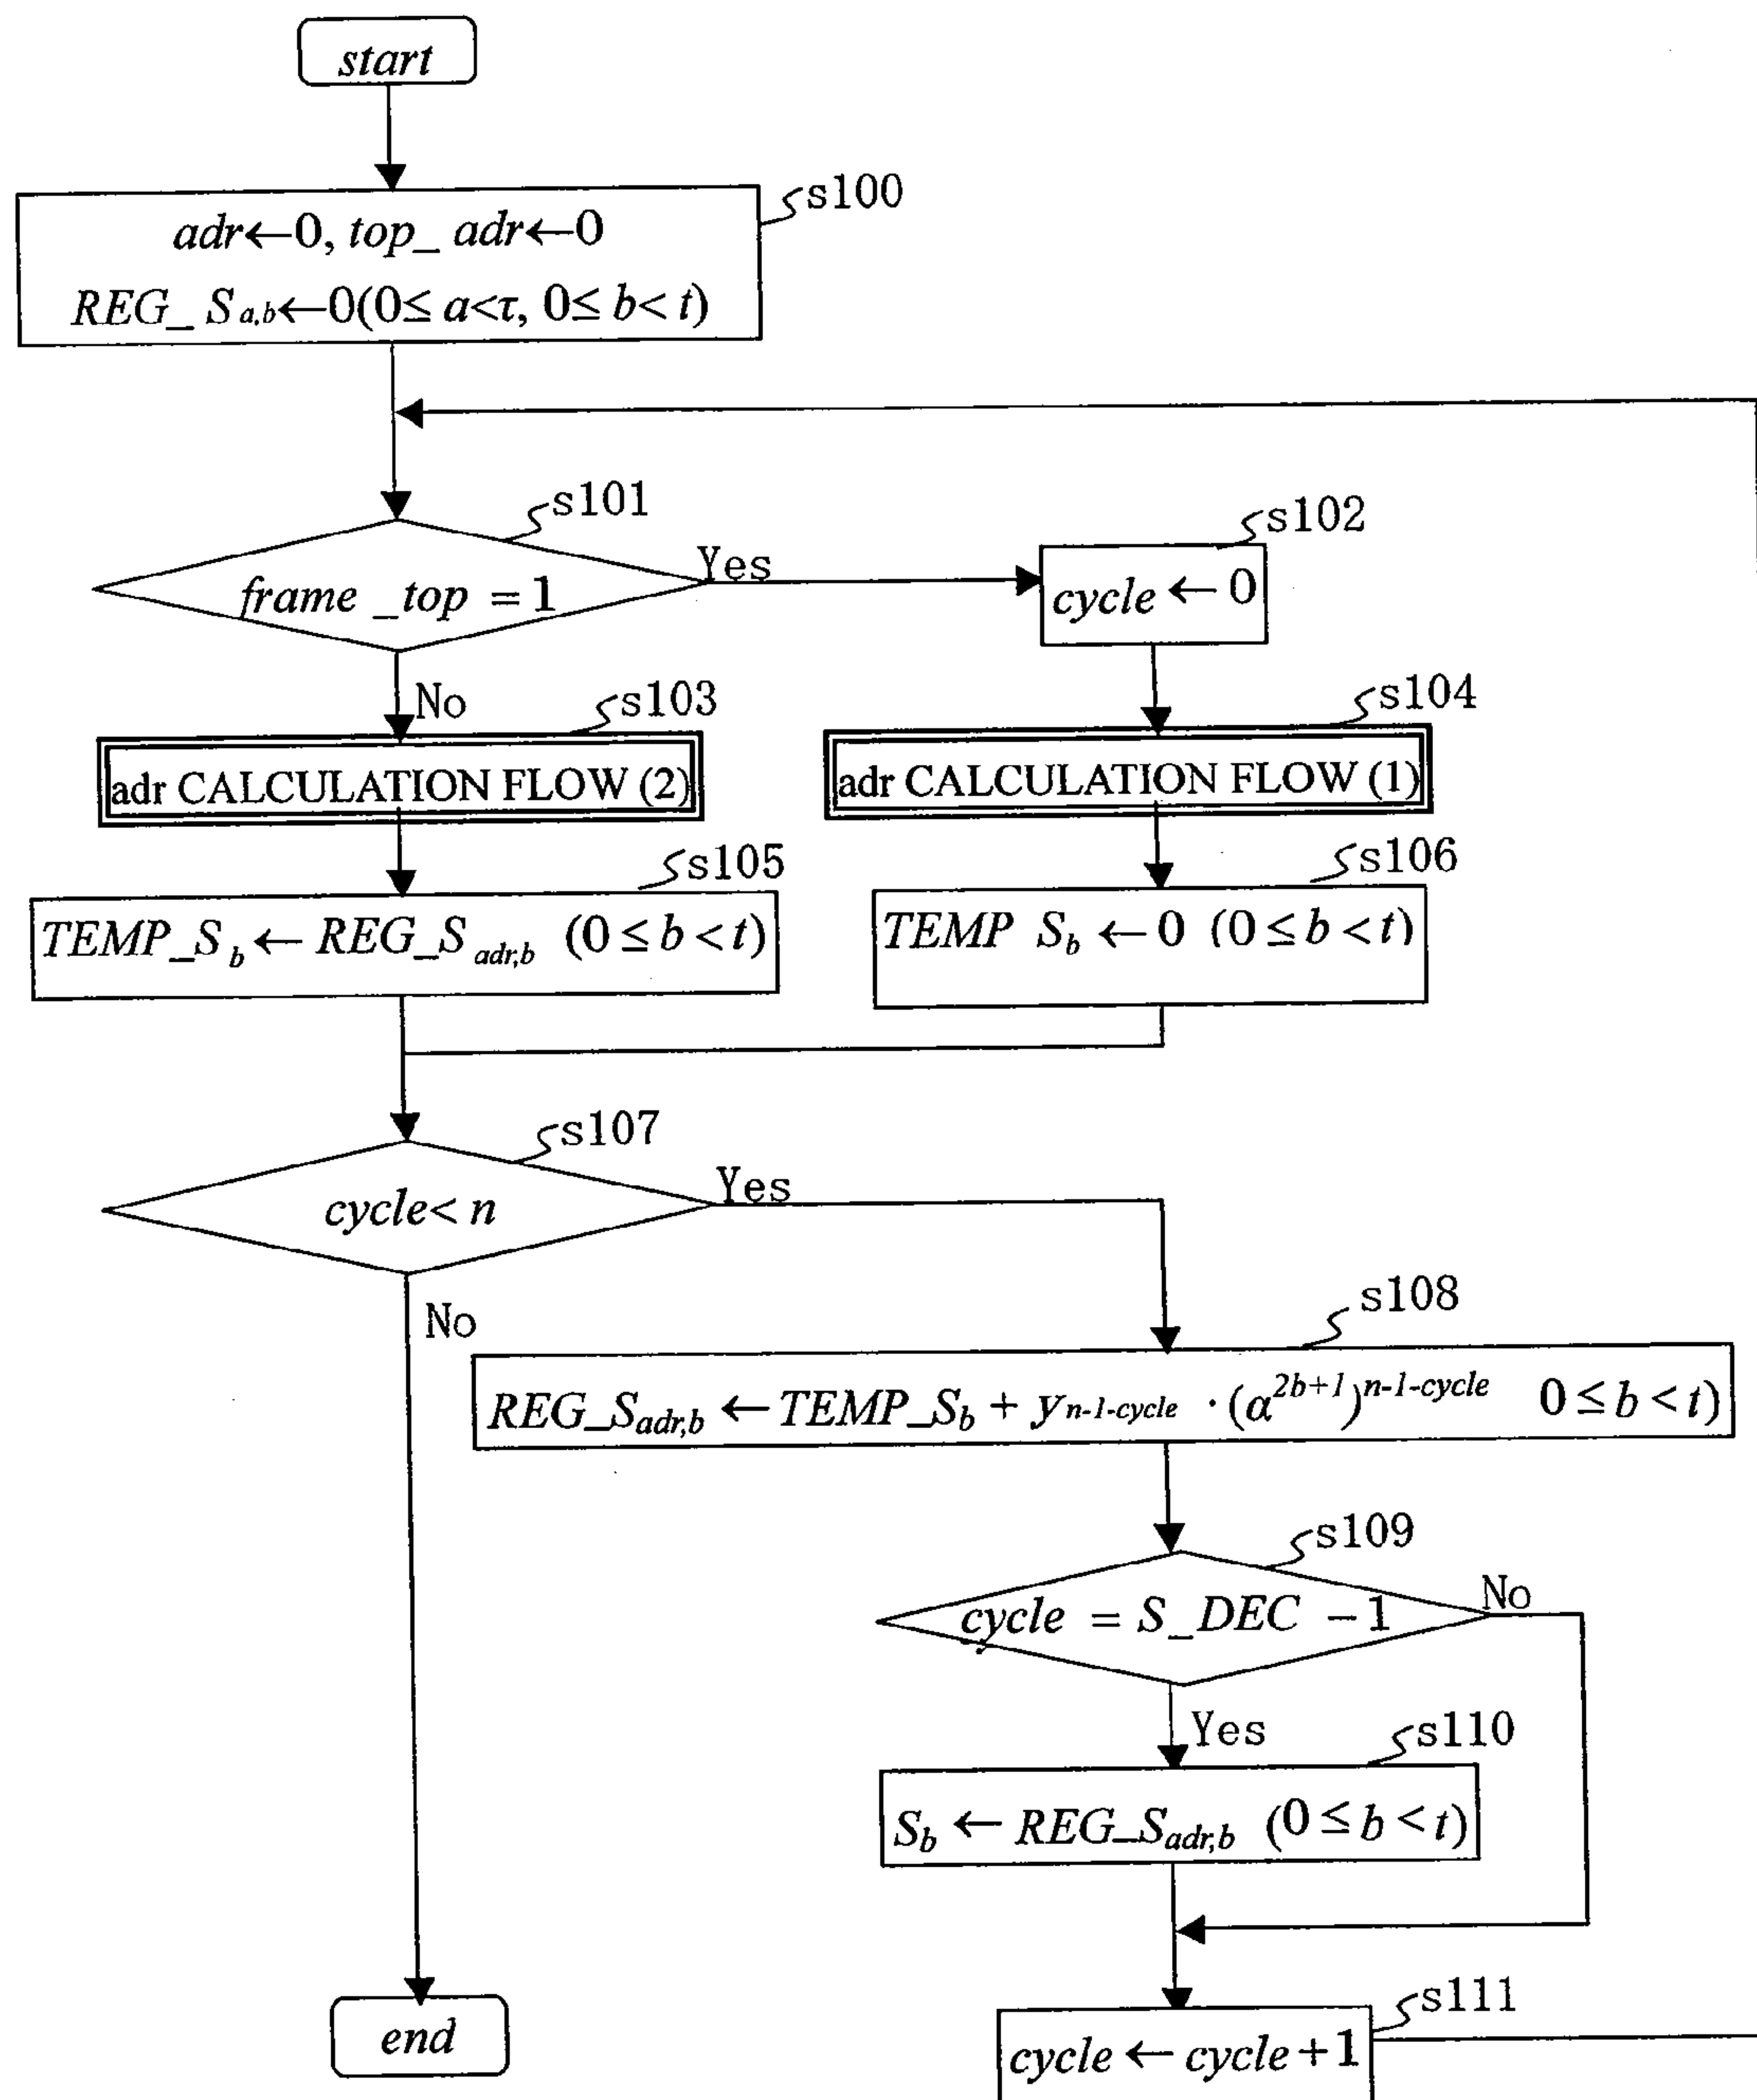 start
s100
adr←0, top_ adr←0
REG_ S a,b←0(0≤ a<τ, 0≤ b< t)
s101
frame _top = 1
Yes
s102
cycle ← 0
No
s103
adr CALCULATION FLOW (2)
s104
adr CALCULATION FLOW (1)
s105
TEMP_S b ← REG_S adr,b (0 ≤ b < t)
s106
TEMP S b ← 0 (0 ≤ b < t)
s107
cycle< n
Yes
No
s108
REG_S adr,b ← TEMP_S b + y n-1-cycle · (α^{2b+1})^{n-1-cycle} 0 ≤ b < t)
s109
cycle = S_DEC - 1
No
Yes
s110
S b ← REG_S adr,b (0 ≤ b < t)
s111
cycle ← cycle + 1
end